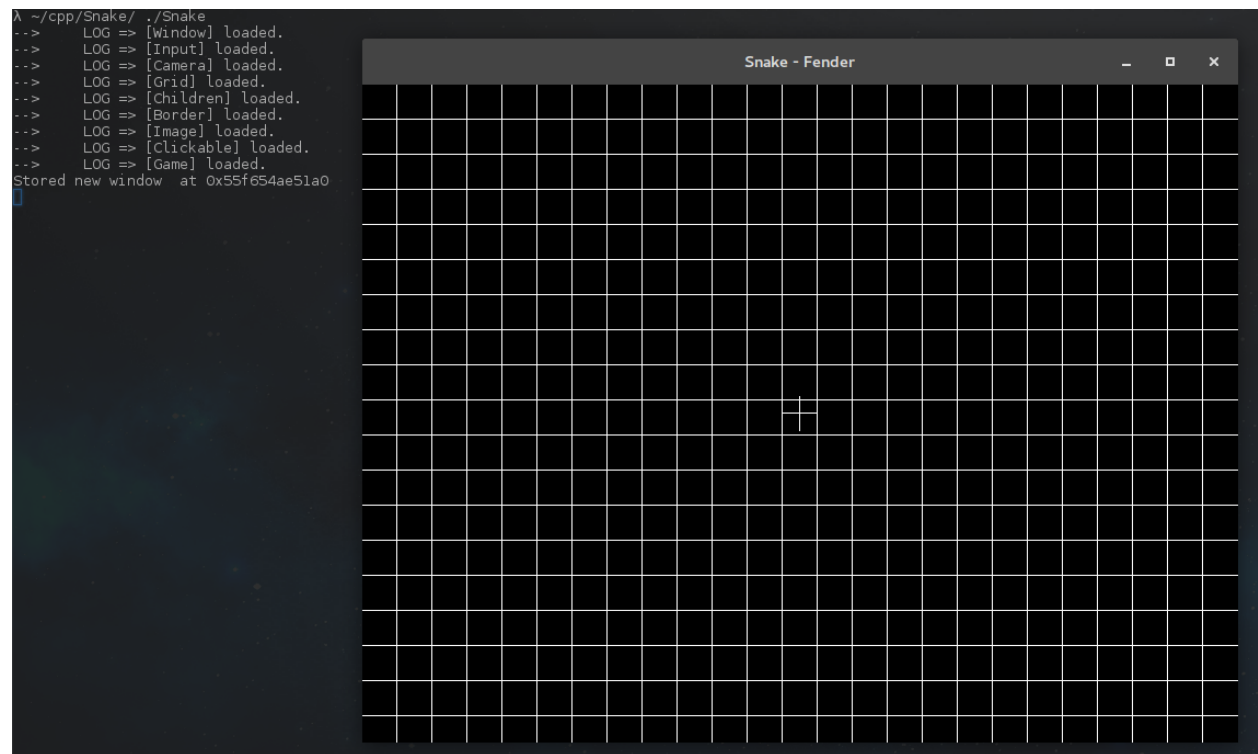 λ ~/cpp/Snake/ ./Snake
--> LOG => [Window] loaded.
--> LOG => [Input] loaded.
--> LOG => [Camera] loaded.
--> LOG => [Grid] loaded.
--> LOG => [Children] loaded.
--> LOG => [Border] loaded.
--> LOG => [Image] loaded.
--> LOG => [Clickable] loaded.
--> LOG => [Game] loaded.
Stored new window  at 0x55f654ae51a0
Snake - Fender